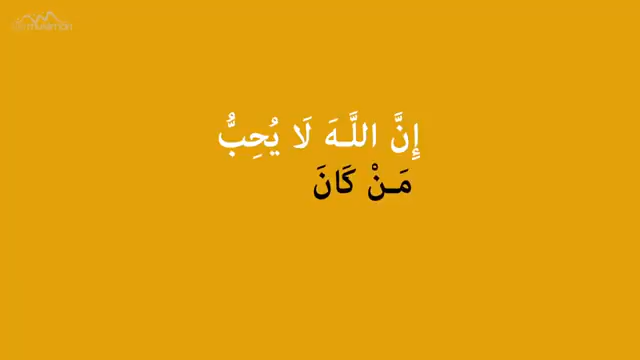 إِنَّ اللَّـهَ لَا يُحِبُّ
مَـنْ كَانَ